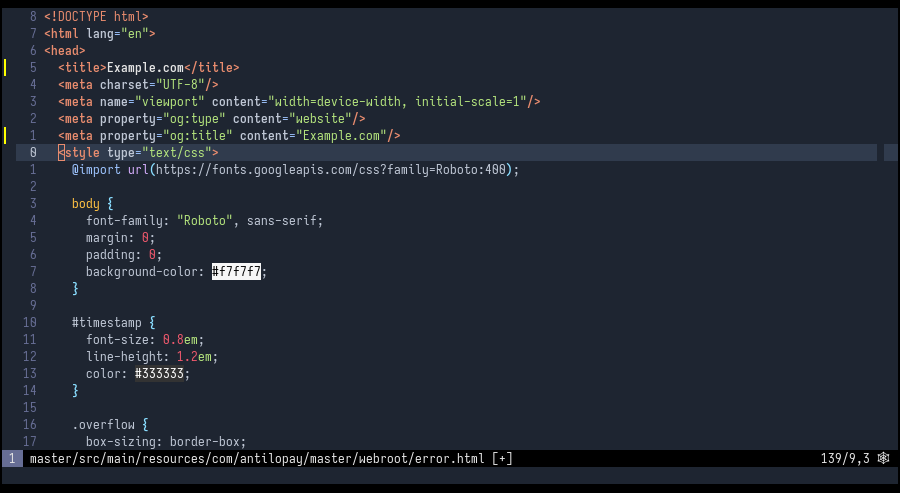 8 <!DOCTYPE html>
7 <html lang="en">
6 <head>
5   <title>Example.com</title>
4   <meta charset="UTF-8"/>
3   <meta name="viewport" content="width=device-width, initial-scale=1"/>
2   <meta property="og:type" content="website"/>
1   <meta property="og:title" content="Example.com"/>
0   <style type="text/css">
1     @import url(https://fonts.googleapis.com/css?family=Roboto:400);
2
3     body {
4       font-family: "Roboto", sans-serif;
5       margin: 0;
6       padding: 0;
7       background-color: #f7f7f7;
8     }
9
10     #timestamp {
11       font-size: 0.8em;
12       line-height: 1.2em;
13       color: #333333;
14     }
15
16     .overflow {
17       box-sizing: border-box;
1 master/src/main/resources/com/antilopay/master/webroot/error.html [+] 139/9,3